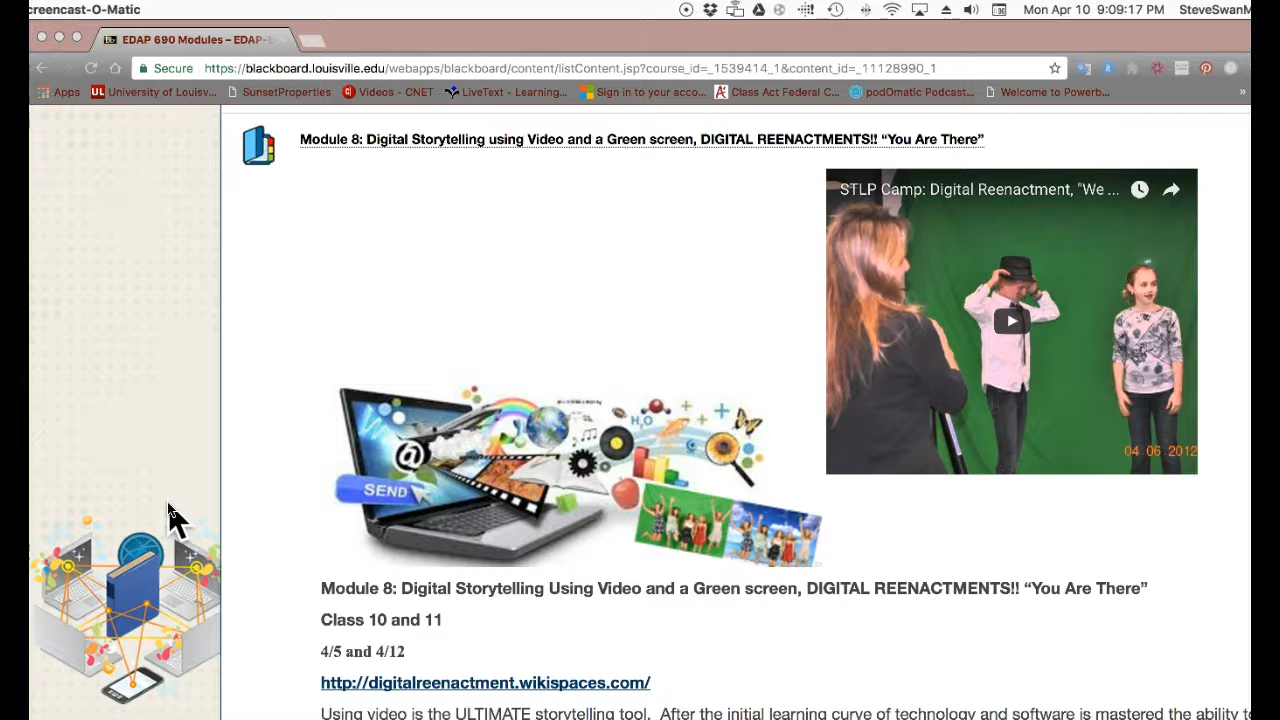 creencast-O-Matic
Mon Apr 10 9:09:17 PM SteveSwanM
EDAP 690 Modules – EDAP-
Secure https://blackboard.louisville.edu/webapps/blackboard/content/listContent.jsp?course_id=_1539414_1&content_id=_11128990_1
Apps UL University of Louisv... SunsetProperties Videos - CNET LiveText - Learning... Sign in to your acco... Class Act Federal C... podOmatic Podcast... Welcome to Powerb... »
Module 8: Digital Storytelling using Video and a Green screen, DIGITAL REENACTMENTS!! “You Are There”
STLP Camp: Digital Reenactment, "We ...
04 06 2012
H₂O
@
SEND
Module 8: Digital Storytelling Using Video and a Green screen, DIGITAL REENACTMENTS!! “You Are There”
Class 10 and 11
4/5 and 4/12
http://digitalreenactment.wikispaces.com/
Using video is the ULTIMATE storytelling tool. After the initial learning curve of technology and software is mastered the ability to